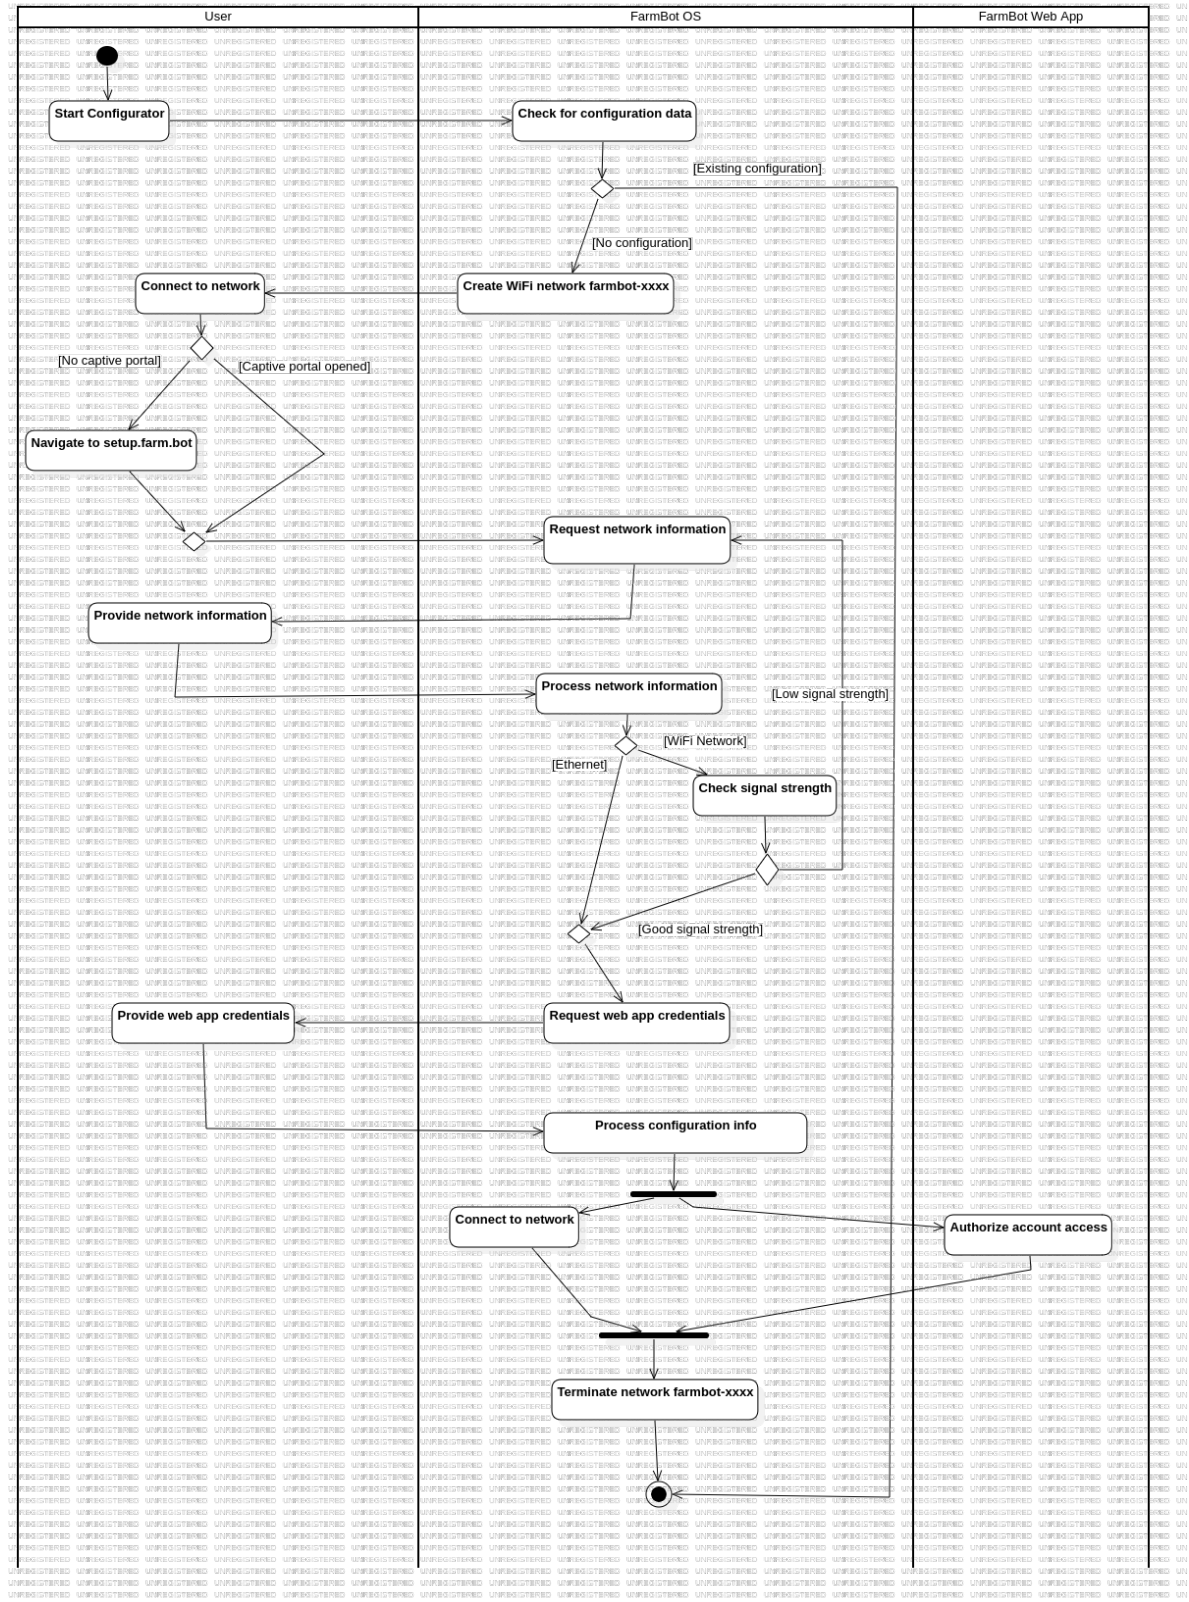 User
FarmBot OS
FarmBot Web App
Start Configurator
Check for configuration data
[Existing configuration]
[No configuration]
Connect to network
Create WiFi network farmbot-xxxx
[No captive portal]
[Captive portal opened]
Navigate to setup.farm.bot
Request network information
Provide network information
Process network information
[Low signal strength]
[WiFi Network]
[Ethernet]
Check signal strength
[Good signal strength]
Provide web app credentials
Request web app credentials
Process configuration info
Connect to network
Authorize account access
Terminate network farmbot-xxxx